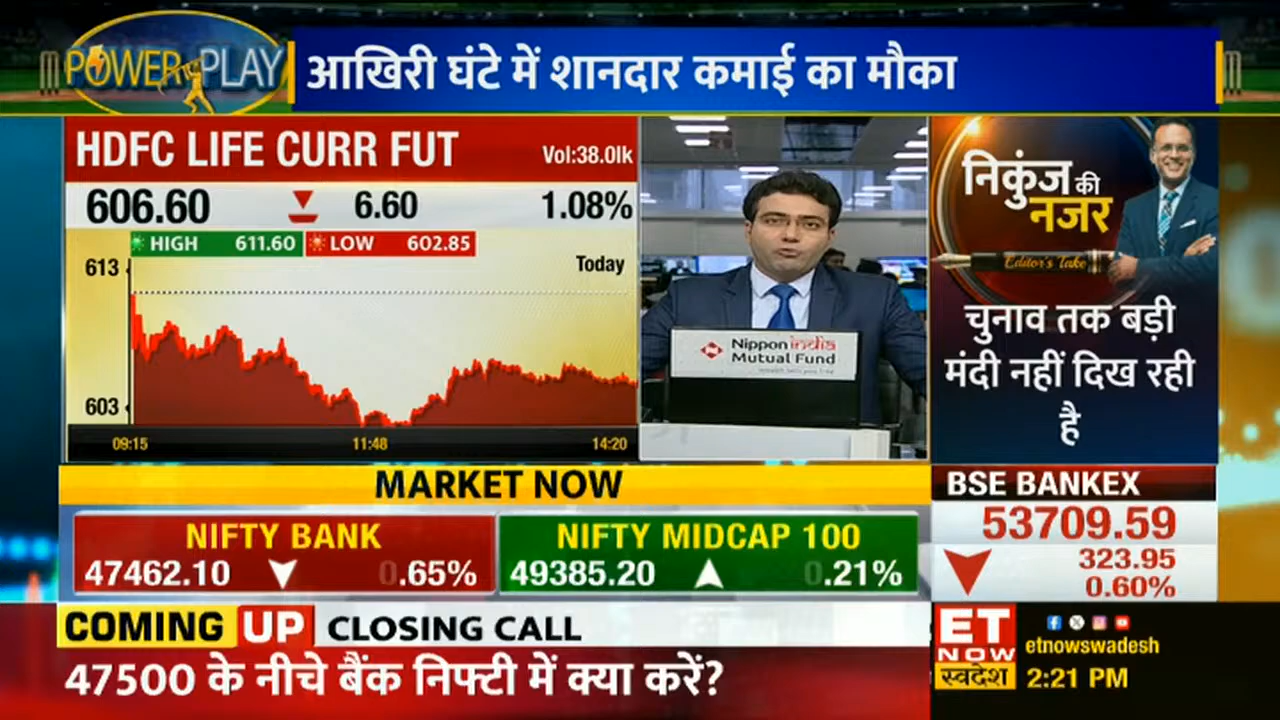 POWER PLAY
आखिरी घंटे में शानदार कमाई का मौका
HDFC LIFE CURR FUT
Vol:38.0lk
606.60 6.60 1.08%
HIGH 611.60 LOW 602.85
Today
613
603
09:15 11:48 14:20
Nippon india
Mutual Fund
निकुंज की
नजर
Editor's Take
चुनाव तक बड़ी
मंदी नहीं दिख रही
है
MARKET NOW
NIFTY BANK
47462.10 0.65%
NIFTY MIDCAP 100
49385.20 0.21%
BSE BANKEX
53709.59
323.95
0.60%
COMING UP CLOSING CALL
47500 के नीचे बैंक निफ्टी में क्या करें?
ET
NOW
स्वदेश
etnowswadesh
2:21 PM